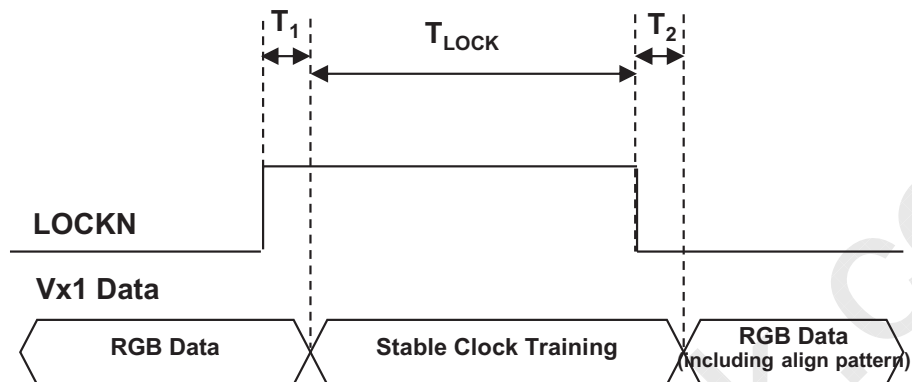 T1
TLOCK
T2
LOCKN
Vx1 Data
RGB Data
Stable Clock Training
RGB Data
(including align pattern)